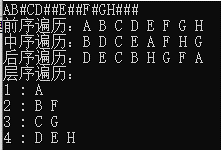 AB#CD##E##F#GH###
前序遍历: A B C D E F G H
中序遍历: B D C E A F H G
后序遍历: D E C B H G F A
层序遍历:
1 : A
2 : B F
3 : C G
4 : D E H